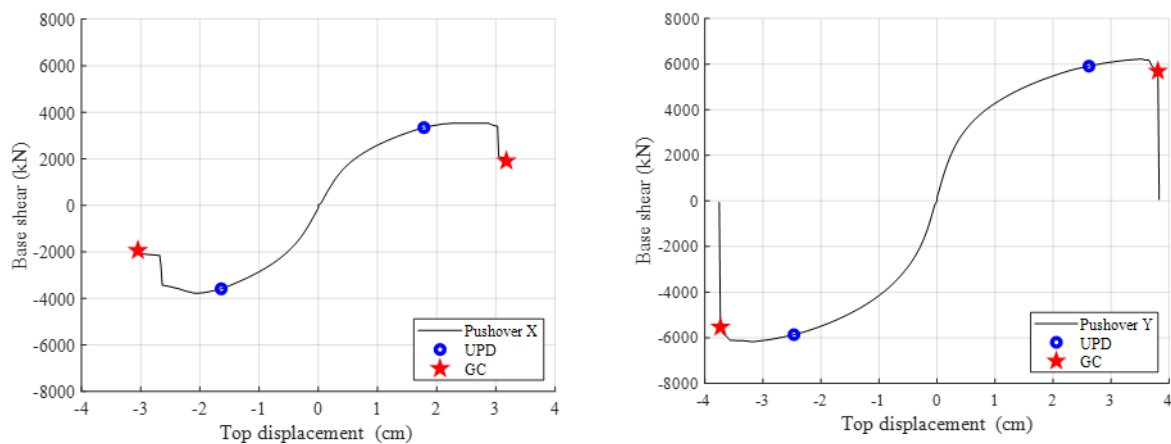 8000
6000
4000
2000
0
-2000
-4000
-6000
-8000
Base shear (kN)
-4 -3 -2 -1 0 1 2 3 4
Top displacement (cm)
Pushover X
UPD
GC
8000
6000
4000
2000
0
-2000
-4000
-6000
-8000
Base shear (kN)
-4 -3 -2 -1 0 1 2 3 4
Top displacement (cm)
Pushover Y
UPD
GC